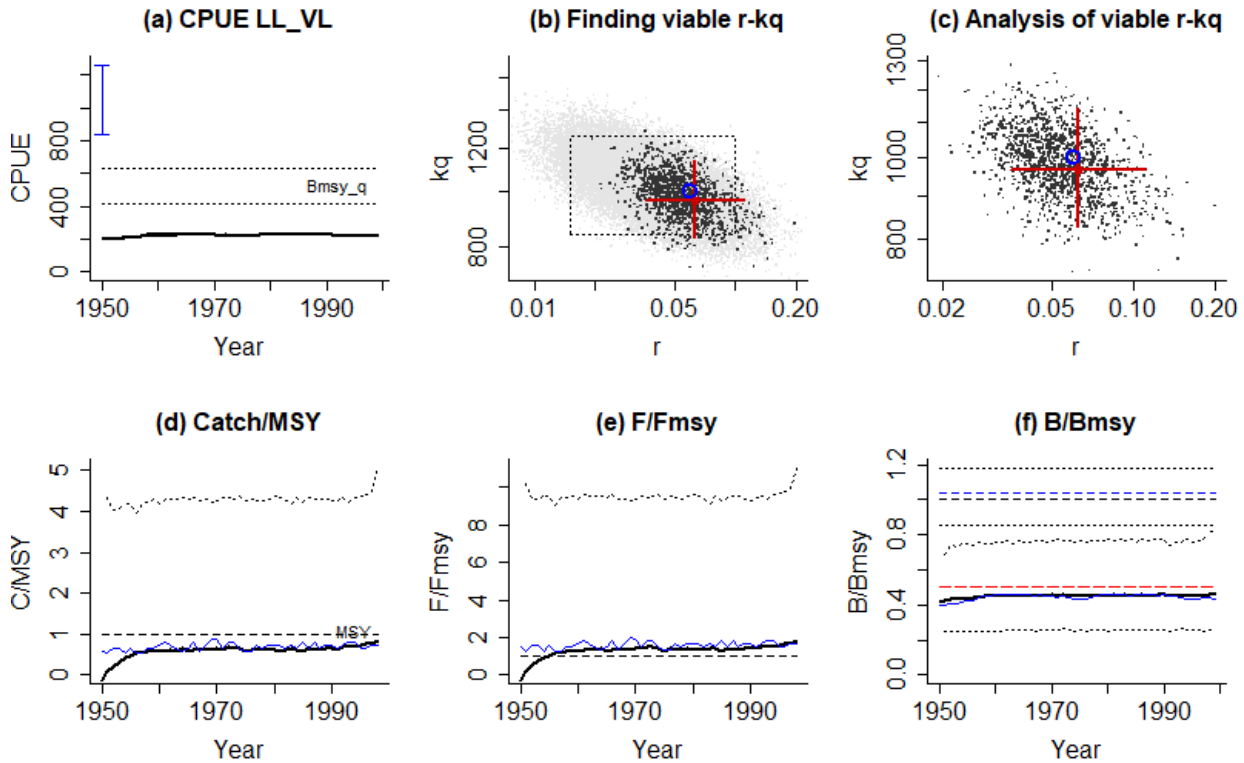 (a) CPUE LL_VL
CPUE
0 400 800
Bmsy_q
1950 1970 1990
Year
(b) Finding viable r-kq
kq
800 1200
0.01 0.05 0.20
r
(c) Analysis of viable r-kq
kq
800 1000 1300
0.02 0.05 0.10 0.20
r
(d) Catch/MSY
C/MSY
0 1 2 3 4 5
MSY
1950 1970 1990
Year
(e) F/Fmsy
F/Fmsy
0 2 4 6 8
1950 1970 1990
Year
(f) B/Bmsy
B/Bmsy
0.0 0.4 0.8 1.2
1950 1970 1990
Year